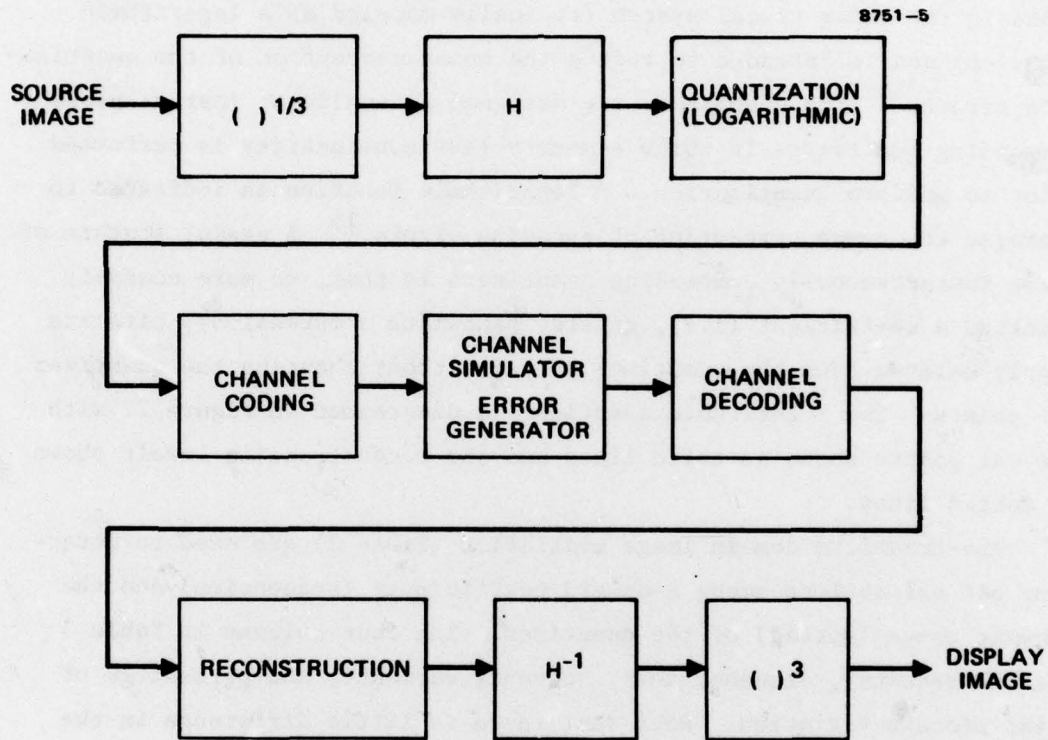 8751-5
SOURCE IMAGE
( )^1/3
H
QUANTIZATION
(LOGARITHMIC)
CHANNEL
CODING
CHANNEL
SIMULATOR
ERROR
GENERATOR
CHANNEL
DECODING
RECONSTRUCTION
H^-1
( )^3
DISPLAY
IMAGE